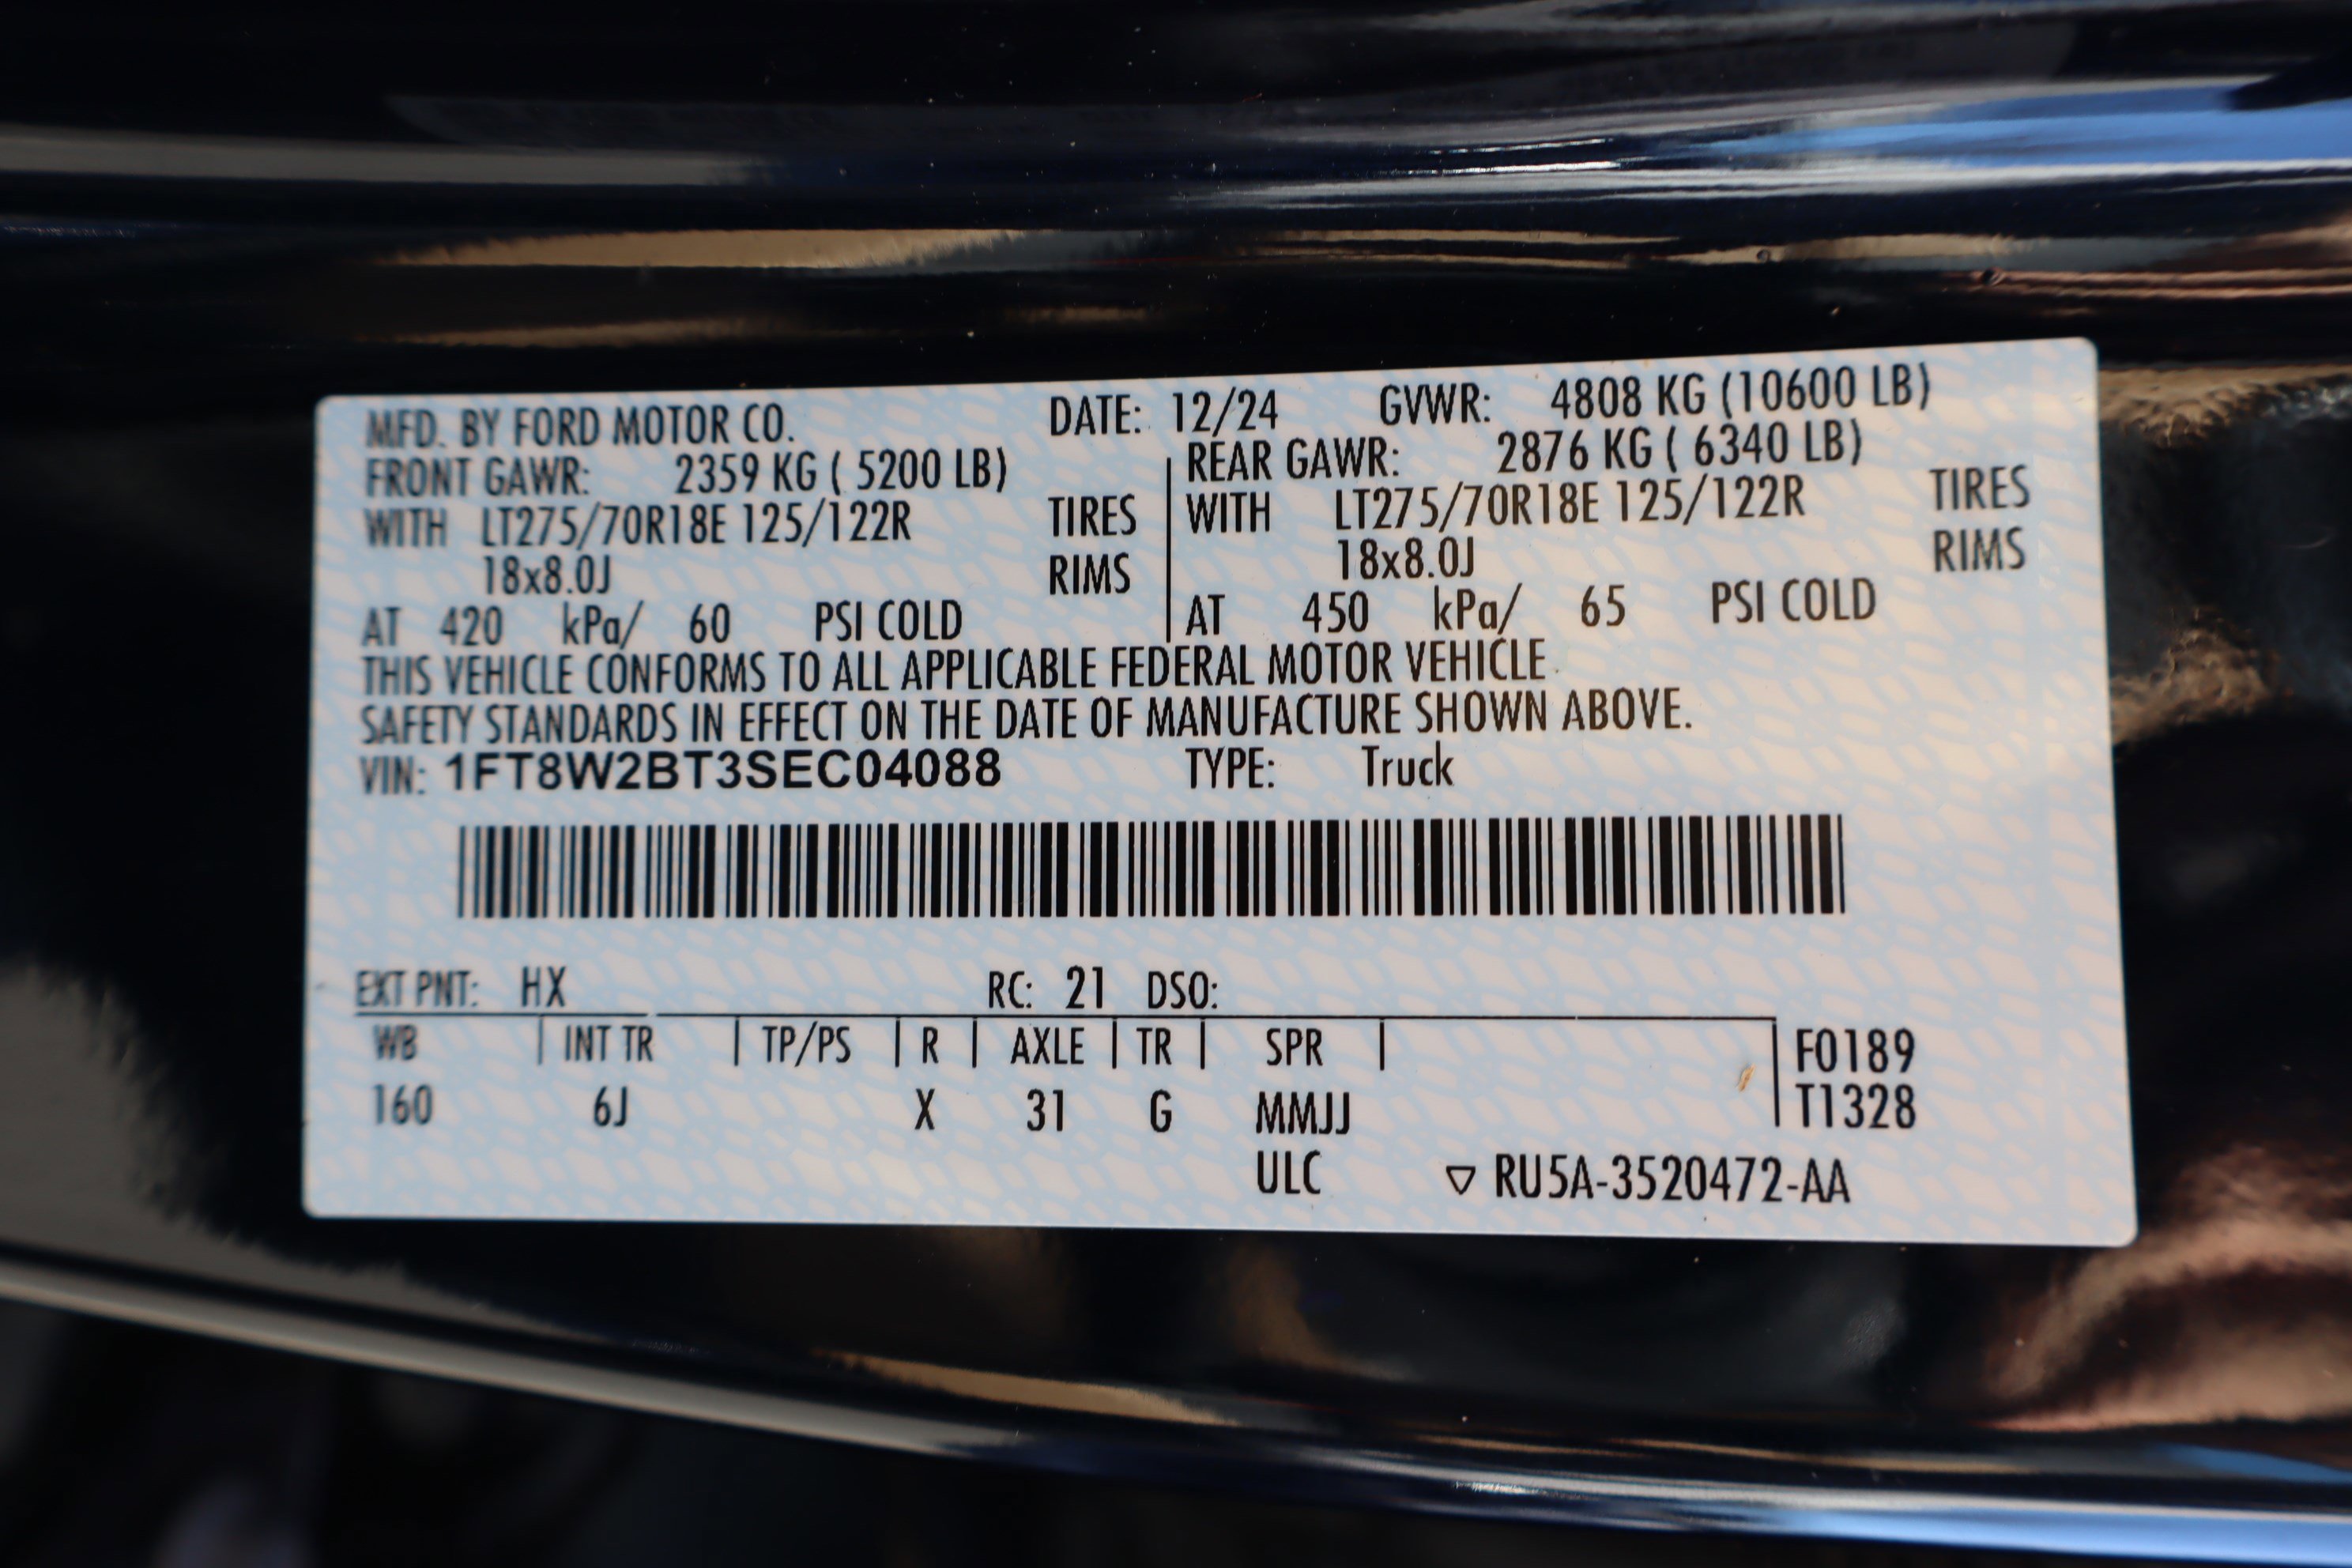 MFD. BY FORD MOTOR CO. DATE: 12/24 GVWR: 4808 KG (10600 LB)
FRONT GAWR: 2359 KG ( 5200 LB) REAR GAWR: 2876 KG ( 6340 LB)
WITH LT275/70R18E 125/122R TIRES WITH LT275/70R18E 125/122R TIRES
18x8.0J RIMS 18x8.0J RIMS
AT 420 kPa/ 60 PSI COLD AT 450 kPa/ 65 PSI COLD
THIS VEHICLE CONFORMS TO ALL APPLICABLE FEDERAL MOTOR VEHICLE
SAFETY STANDARDS IN EFFECT ON THE DATE OF MANUFACTURE SHOWN ABOVE.
VIN: 1FT8W2BT3SEC04088 TYPE: Truck
EXT PNT: HX RC: 21 DSO:
WB INT TR TP/PS R AXLE TR SPR F0189
160 6J X 31 G MMJJ T1328
ULC ▽ RU5A-3520472-AA